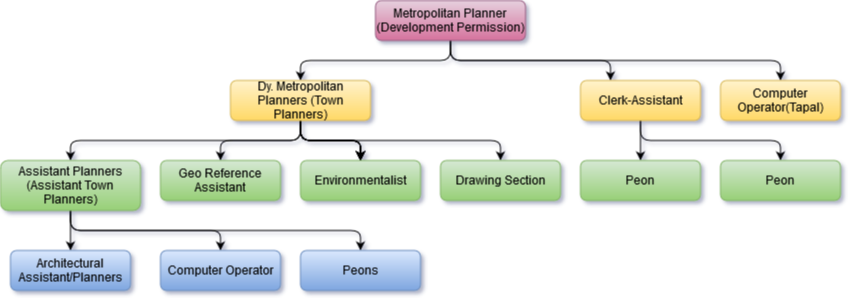 Metropolitan Planner
(Development Permission)
Dy. Metropolitan
Planners (Town
Planners)
Clerk-Assistant
Computer
Operator(Tapal)
Assistant Planners
(Assistant Town
Planners)
Geo Reference
Assistant
Environmentalist
Drawing Section
Peon
Peon
Architectural
Assistant/Planners
Computer Operator
Peons